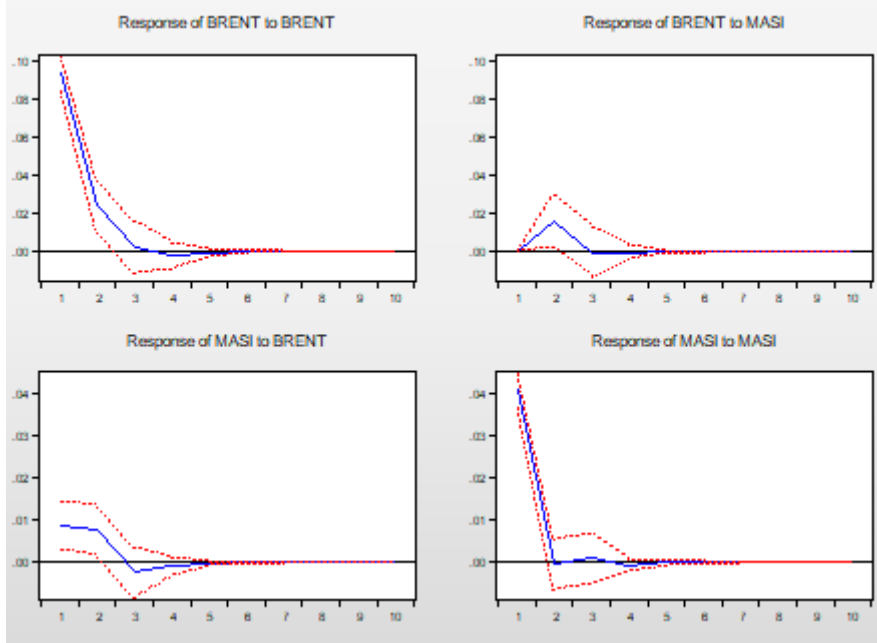 Response of BRENT to BRENT
.10
.08
.06
.04
.02
.00
1 2 3 4 5 6 7 8 9 10
Response of BRENT to MASI
.10
.08
.06
.04
.02
.00
1 2 3 4 5 6 7 8 9 10
Response of MASI to BRENT
.04
.03
.02
.01
.00
1 2 3 4 5 6 7 8 9 10
Response of MASI to MASI
.04
.03
.02
.01
.00
1 2 3 4 5 6 7 8 9 10